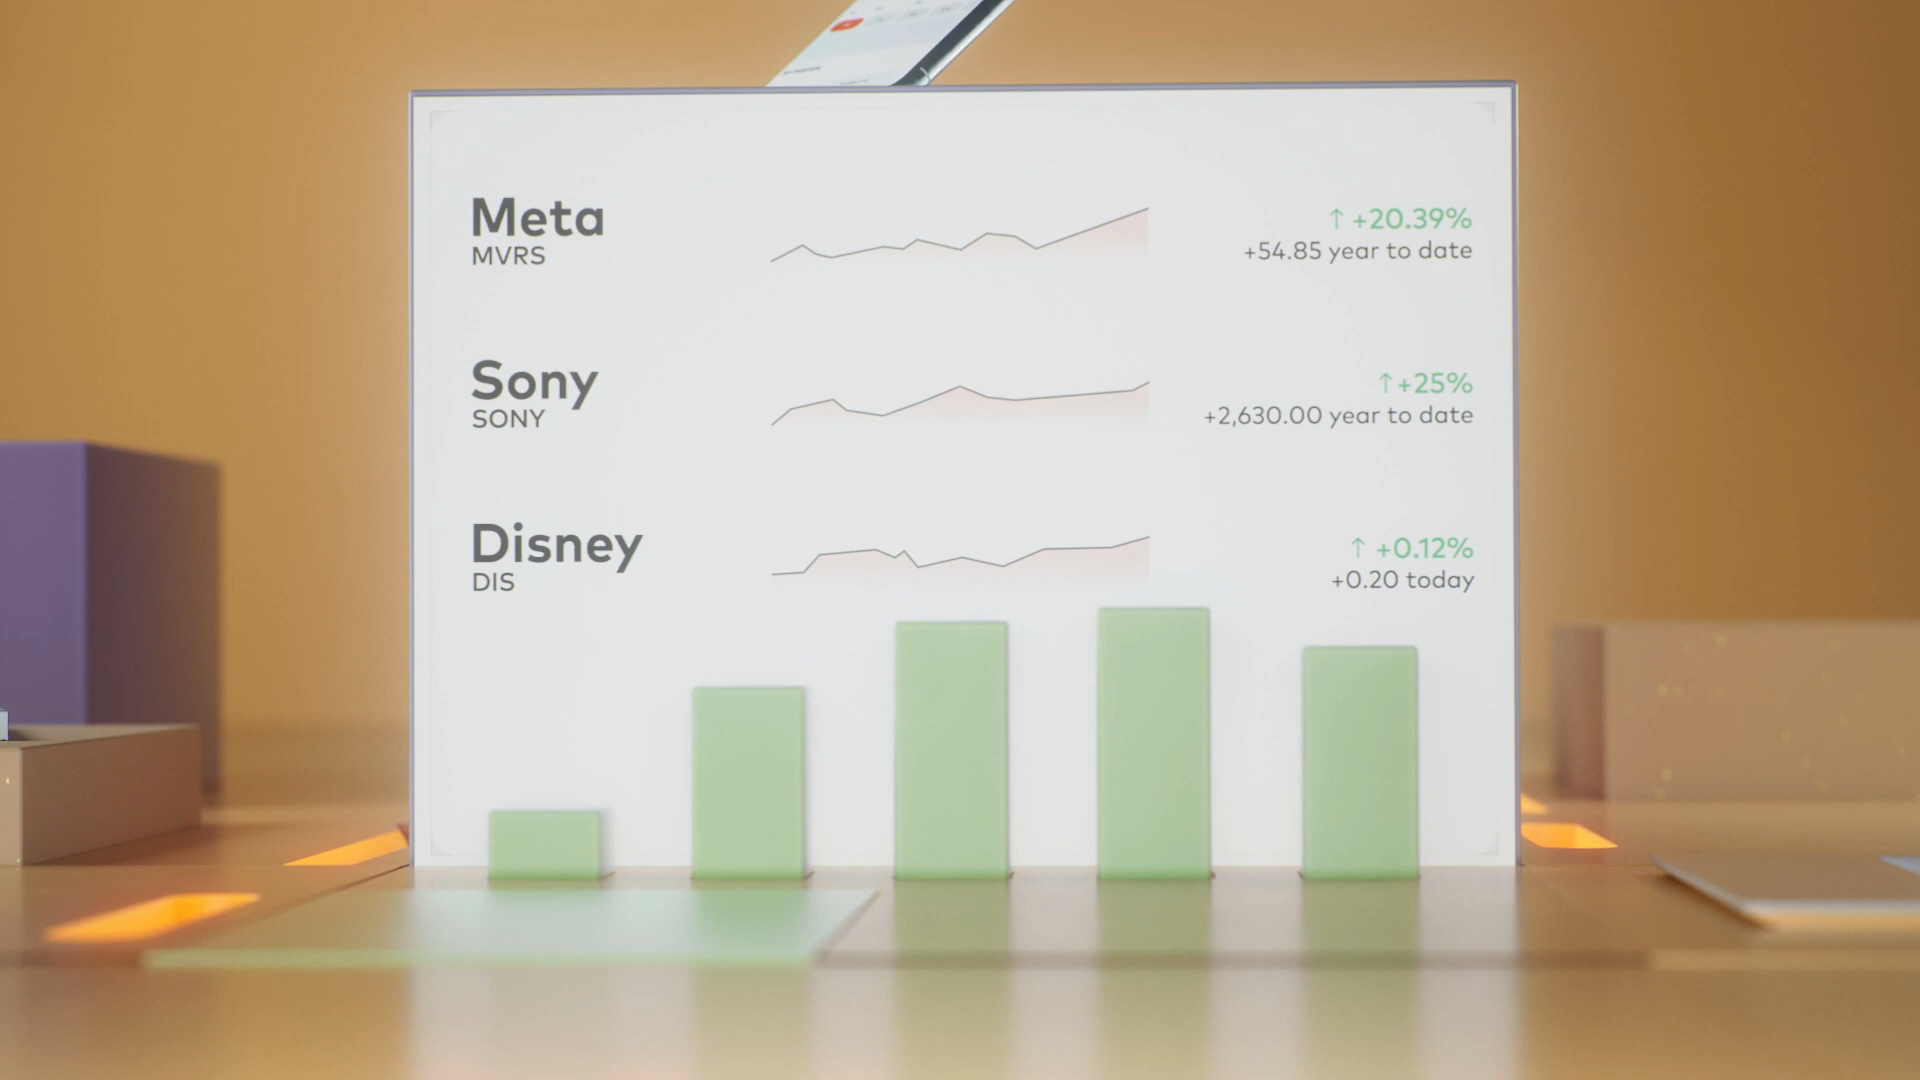 Meta
MVRS
↑ +20.39%
+54.85 year to date
Sony
SONY
↑+25%
+2,630.00 year to date
Disney
DIS
↑ +0.12%
+0.20 today